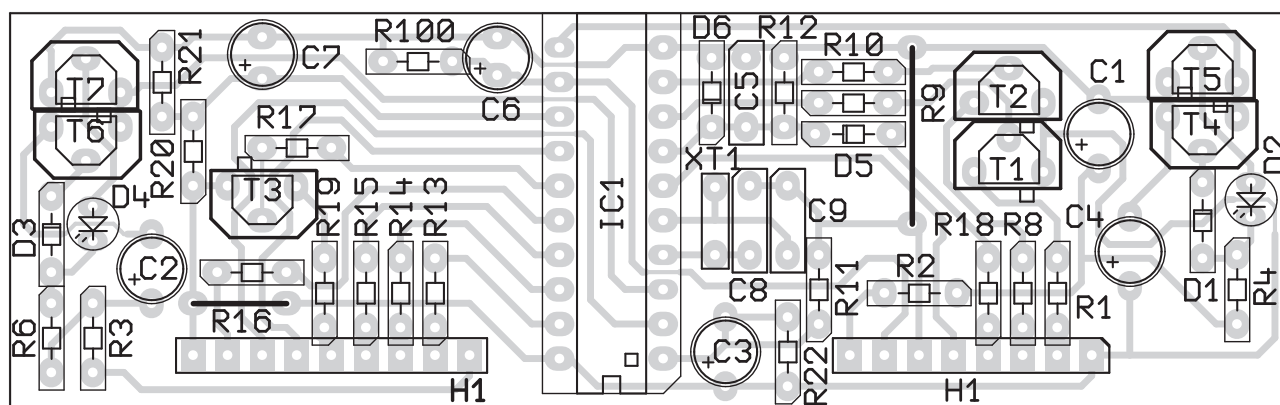 R21
C7
R100
C6
D6
R12
C5
R10
R9
C1
T7
T2
T5
T6
R17
T4
D2
R20
XT1
D5
T1
D4
T3
R19
R15
R14
R13
IC1
C9
R18
R8
C4
D3
C2
R16
C8
R11
R2
R1
D1
R4
R6
R3
C3
R22
H1
H1